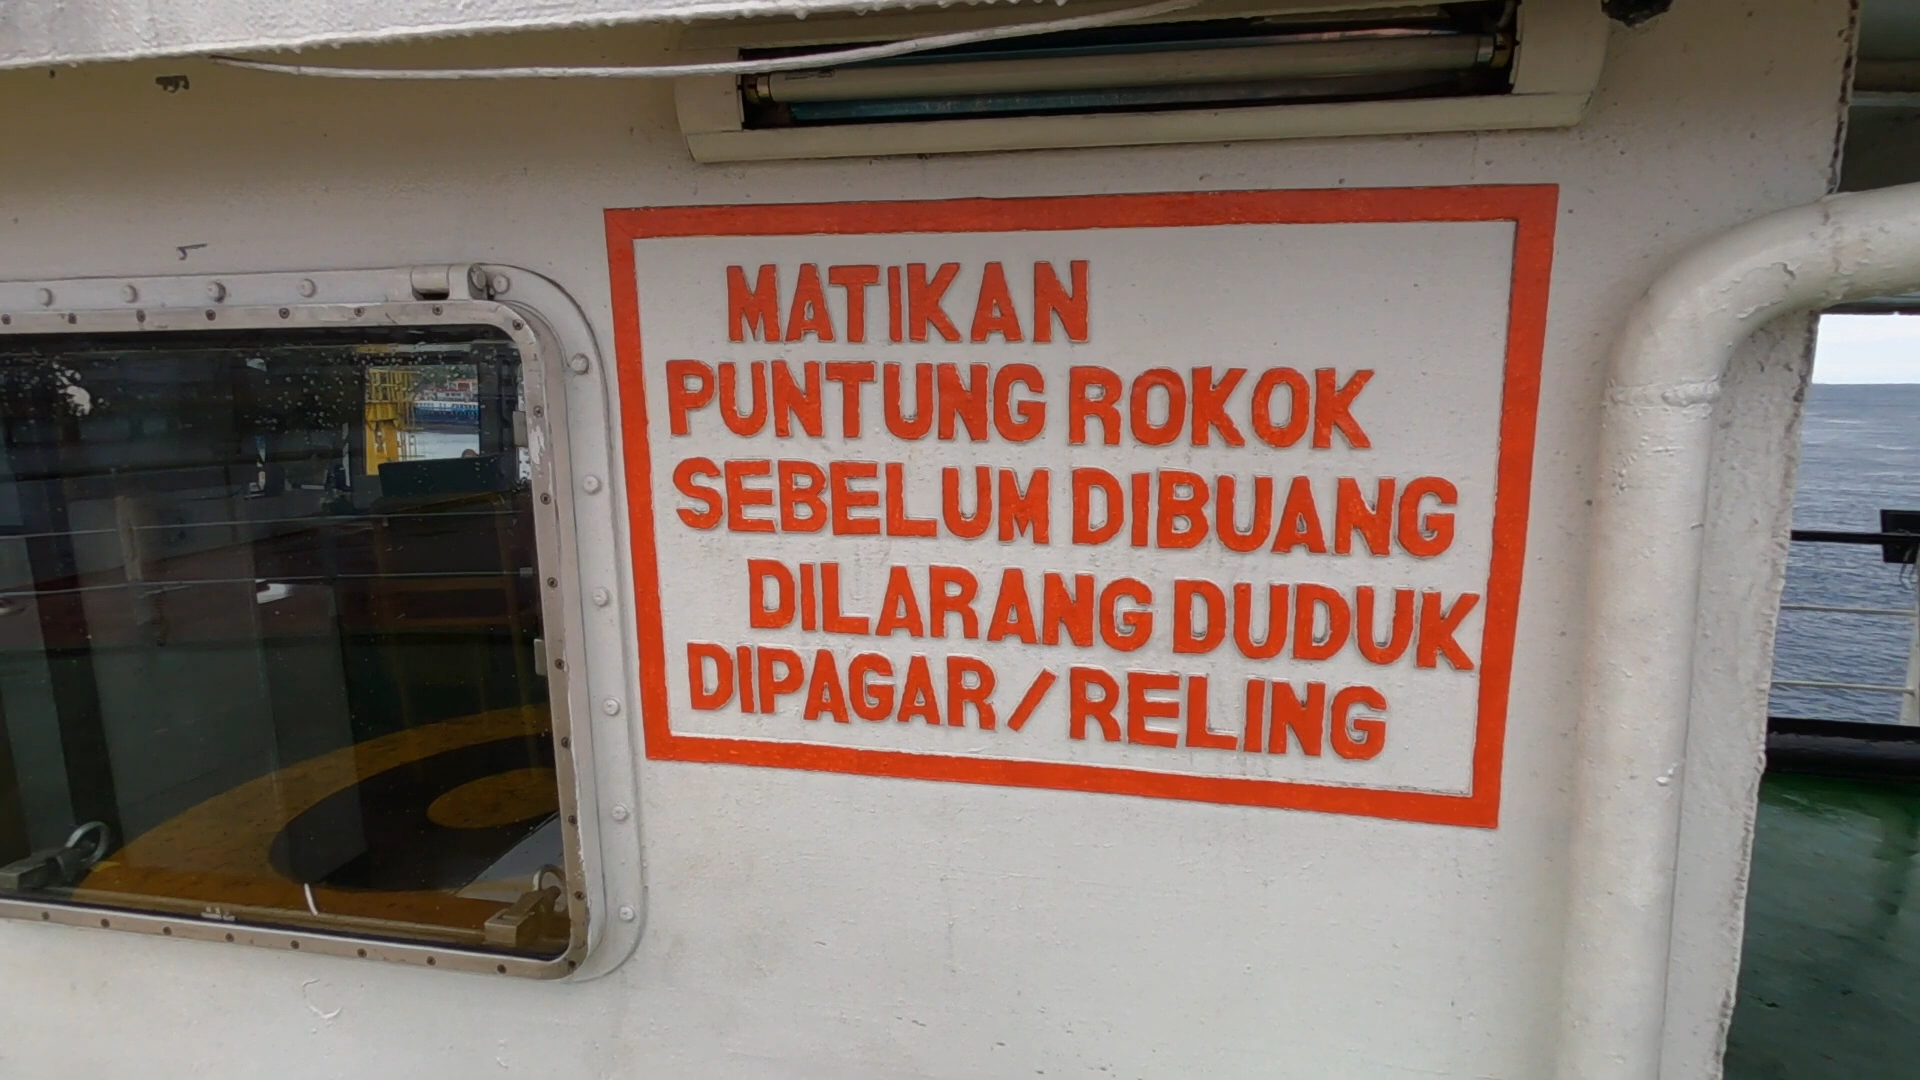 MATIKAN
PUNTUNG ROKOK
SEBELUM DIBUANG
DILARANG DUDUK
DIPAGAR/RELING